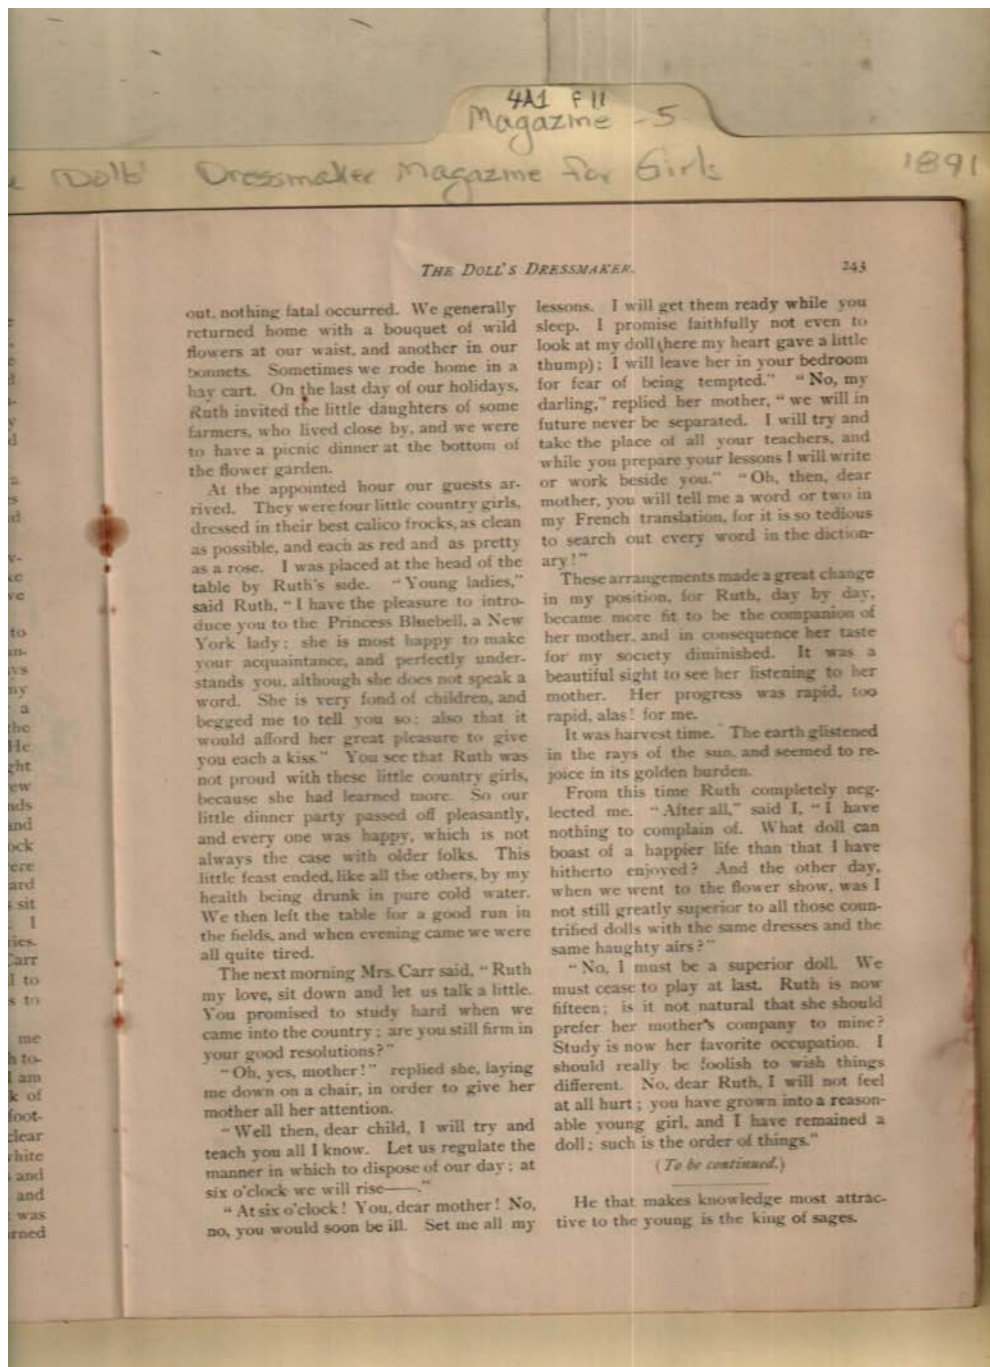 4A1 F11
Magazine - 5
Dolls' Dressmaker Magazine for Girls 1891
THE DOLL'S DRESSMAKER. 243
out, nothing fatal occurred. We generally
returned home with a bouquet of wild
flowers at our waist, and another in our
bonnets. Sometimes we rode home in a
hay cart. On the last day of our holidays,
Ruth invited the little daughters of some
farmers, who lived close by, and we were
to have a picnic dinner at the bottom of
the flower garden.
At the appointed hour our guests ar-
rived. They were four little country girls,
dressed in their best calico frocks, as clean
as possible, and each as red and as pretty
as a rose. I was placed at the head of the
table by Ruth's side. "Young ladies,"
said Ruth, "I have the pleasure to intro-
duce you to the Princess Bluebell, a New
York lady; she is most happy to make
your acquaintance, and perfectly under-
stands you, although she does not speak a
word. She is very fond of children, and
begged me to tell you so; also that it
would afford her great pleasure to give
you each a kiss." You see that Ruth was
not proud with these little country girls,
because she had learned more. So our
little dinner party passed off pleasantly,
and every one was happy, which is not
always the case with older folks. This
little feast ended, like all the others, by my
health being drunk in pure cold water.
We then left the table for a good run in
the fields, and when evening came we were
all quite tired.
The next morning Mrs. Carr said, "Ruth
my love, sit down and let us talk a little.
You promised to study hard when we
came into the country; are you still firm in
your good resolutions?"
"Oh, yes, mother!" replied she, laying
me down on a chair, in order to give her
mother all her attention.
"Well then, dear child, I will try and
teach you all I know. Let us regulate the
manner in which to dispose of our day; at
six o'clock we will rise——."
"At six o'clock! You, dear mother! No,
no, you would soon be ill. Set me all my
lessons. I will get them ready while you
sleep. I promise faithfully not even to
look at my doll (here my heart gave a little
thump); I will leave her in your bedroom
for fear of being tempted." "No, my
darling," replied her mother, "we will in
future never be separated. I will try and
take the place of all your teachers, and
while you prepare your lessons I will write
or work beside you." "Oh, then, dear
mother, you will tell me a word or two in
my French translation, for it is so tedious
to search out every word in the diction-
ary!"
These arrangements made a great change
in my position, for Ruth, day by day,
became more fit to be the companion of
her mother, and in consequence her taste
for my society diminished. It was a
beautiful sight to see her listening to her
mother. Her progress was rapid, too
rapid, alas! for me.
It was harvest time. The earth glistened
in the rays of the sun, and seemed to re-
joice in its golden burden.
From this time Ruth completely neg-
lected me. "After all," said I, "I have
nothing to complain of. What doll can
boast of a happier life than that I have
hitherto enjoyed? And the other day,
when we went to the flower show, was I
not still greatly superior to all those coun-
trified dolls with the same dresses and the
same haughty airs?"
"No, I must be a superior doll. We
must cease to play at last. Ruth is now
fifteen; is it not natural that she should
prefer her mother's company to mine?
Study is now her favorite occupation. I
should really be foolish to wish things
different. No, dear Ruth, I will not feel
at all hurt; you have grown into a reason-
able young girl, and I have remained a
doll; such is the order of things."
(To be continued.)
He that makes knowledge most attrac-
tive to the young is the king of sages.